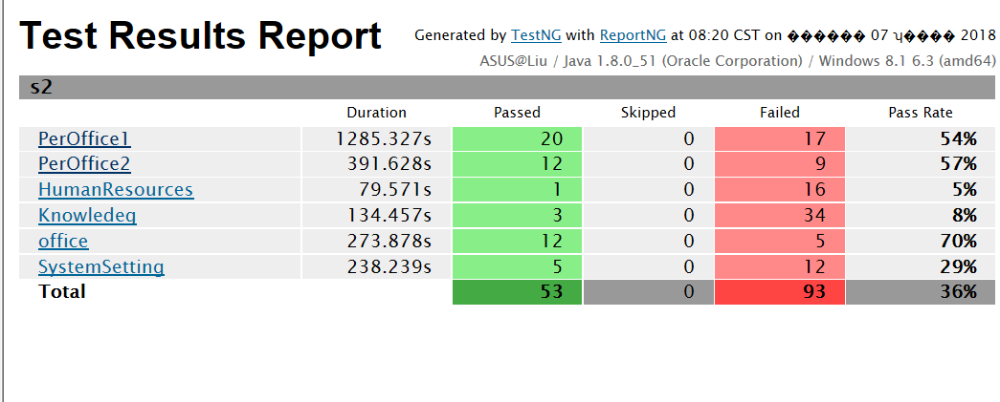 Test Results Report
Generated by TestNG with ReportNG at 08:20 CST on ������ 07 ʮ���� 2018
ASUS@Liu / Java 1.8.0_51 (Oracle Corporation) / Windows 8.1 6.3 (amd64)
s2
Duration Passed Skipped Failed Pass Rate
PerOffice1 1285.327s 20 0 17 54%
PerOffice2 391.628s 12 0 9 57%
HumanResources 79.571s 1 0 16 5%
Knowledeg 134.457s 3 0 34 8%
office 273.878s 12 0 5 70%
SystemSetting 238.239s 5 0 12 29%
Total 53 0 93 36%